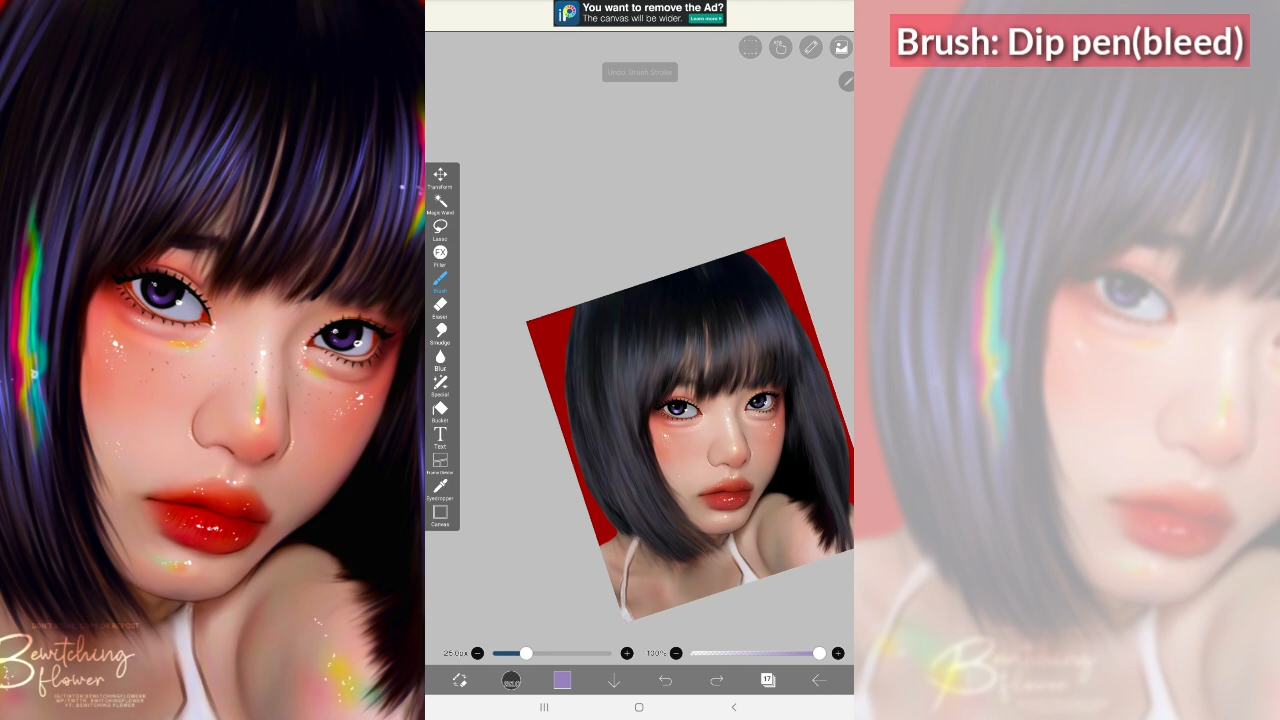 You want to remove the Ad?
The canvas will be wider.
Learn more
Brush: Dip pen(bleed)
Undo: Brush Stroke
Transform
Magic Wand
Lasso
FX
Filter
Brush
Eraser
Smudge
Blur
Special
Bucket
T
Text
Frame Divider
Eyedropper
Canvas
Bewitching
flower
25.0px
100%
17